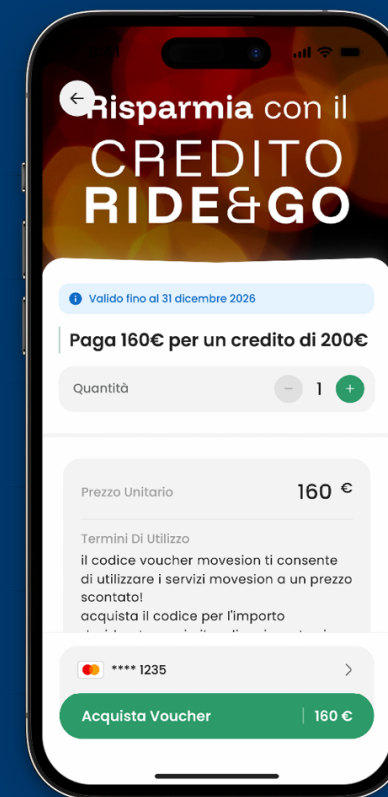 Risparmia con il
CREDITO
RIDE&GO
Valido fino al 31 dicembre 2026
Paga 160€ per un credito di 200€
Quantità
1
Prezzo Unitario
160 €
Termini Di Utilizzo
il codice voucher movesion ti consente
di utilizzare i servizi movesion a un prezzo
scontato!
acquista il codice per l'importo
**** 1235
Acquista Voucher
160 €